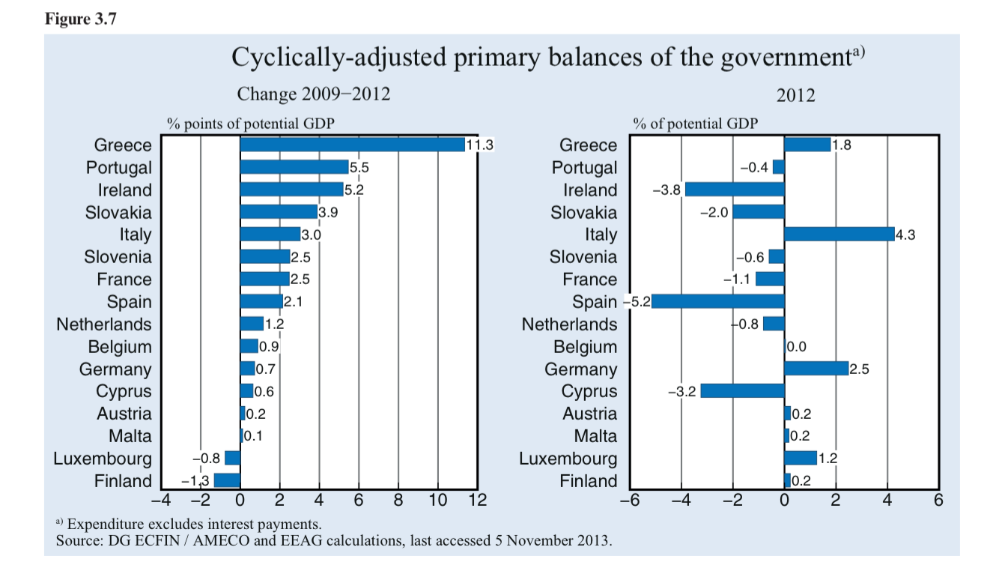 Figure 3.7
Cyclically-adjusted primary balances of the governmentᵃ⁾
Change 2009−2012
% points of potential GDP
Greece 11.3
Portugal 5.5
Ireland 5.2
Slovakia 3.9
Italy 3.0
Slovenia 2.5
France 2.5
Spain 2.1
Netherlands 1.2
Belgium 0.9
Germany 0.7
Cyprus 0.6
Austria 0.2
Malta 0.1
Luxembourg −0.8
Finland −1.3
−4 −2 0 2 4 6 8 10 12
2012
% of potential GDP
Greece 1.8
Portugal −0.4
Ireland −3.8
Slovakia −2.0
Italy 4.3
Slovenia −0.6
France −1.1
Spain −5.2
Netherlands −0.8
Belgium 0.0
Germany 2.5
Cyprus −3.2
Austria 0.2
Malta 0.2
Luxembourg 1.2
Finland 0.2
−6 −4 −2 0 2 4 6
ᵃ⁾ Expenditure excludes interest payments.
Source: DG ECFIN / AMECO and EEAG calculations, last accessed 5 November 2013.